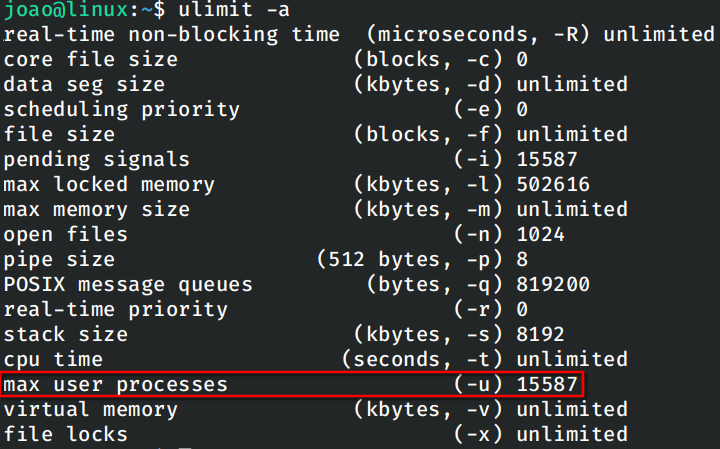 joao@linux:~$ ulimit -a
real-time non-blocking time  (microseconds, -R) unlimited
core file size              (blocks, -c) 0
data seg size               (kbytes, -d) unlimited
scheduling priority                 (-e) 0
file size                   (blocks, -f) unlimited
pending signals                     (-i) 15587
max locked memory           (kbytes, -l) 502616
max memory size             (kbytes, -m) unlimited
open files                          (-n) 1024
pipe size                (512 bytes, -p) 8
POSIX message queues         (bytes, -q) 819200
real-time priority                  (-r) 0
stack size                  (kbytes, -s) 8192
cpu time                   (seconds, -t) unlimited
max user processes                  (-u) 15587
virtual memory              (kbytes, -v) unlimited
file locks                          (-x) unlimited